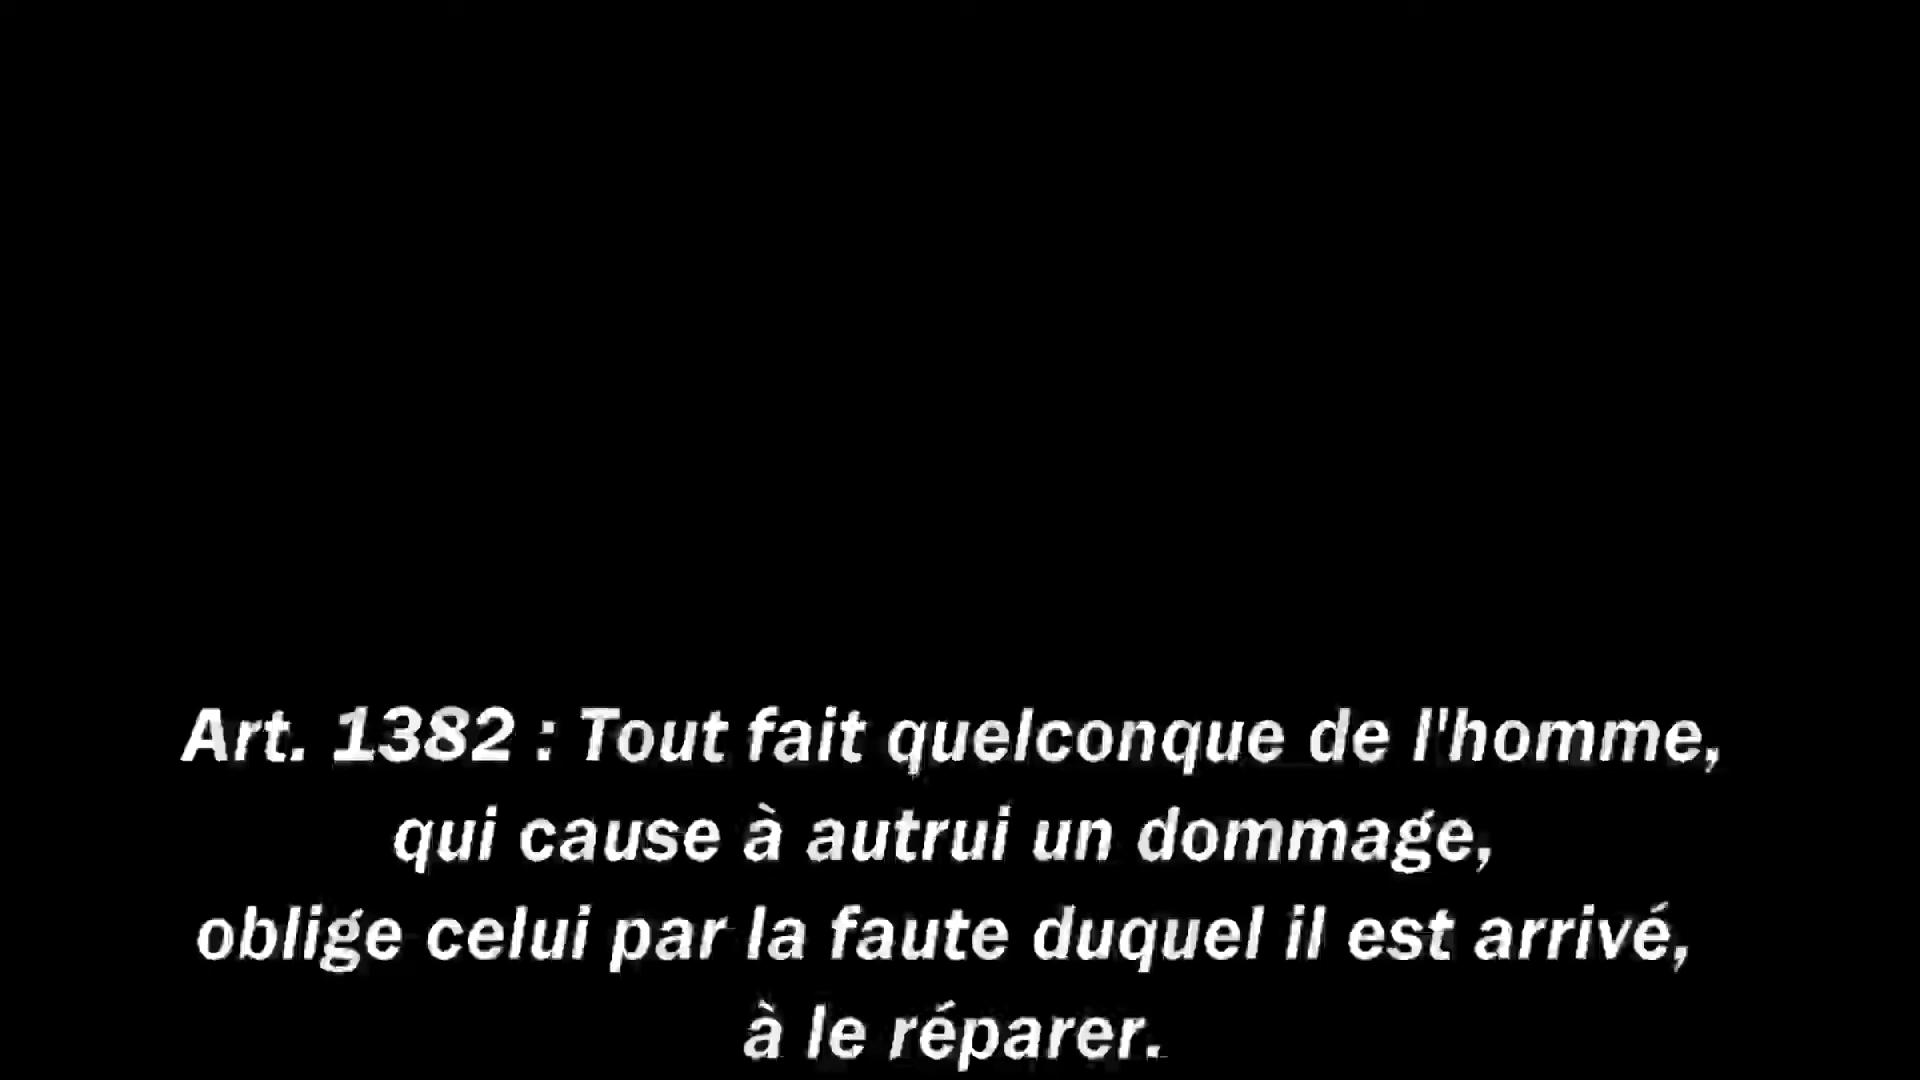 Art. 1382 : Tout fait quelconque de l'homme,
qui cause à autrui un dommage,
oblige celui par la faute duquel il est arrivé,
à le réparer.